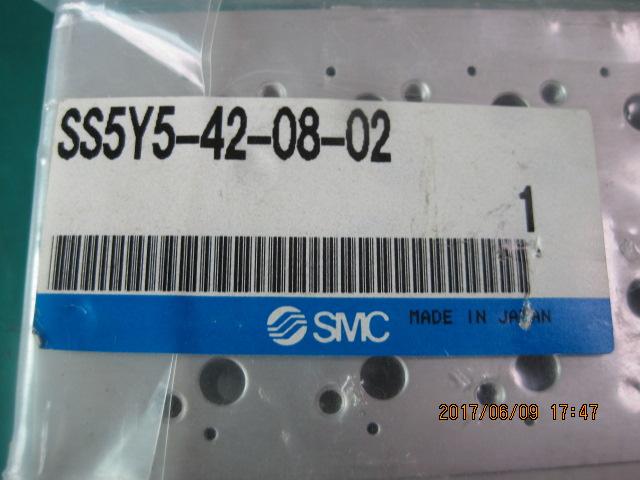 SS5Y5-42-08-02
1
SMC MADE IN JAPAN
2017/06/09 17:47